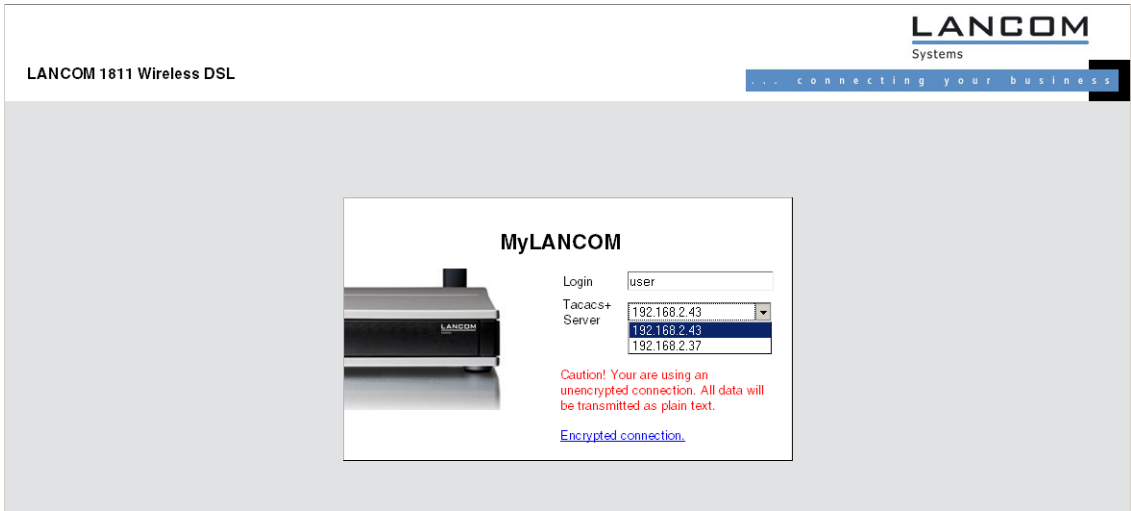 LANCOM
Systems
LANCOM 1811 Wireless DSL
... connecting your business
MyLANCOM
Login user
Tacacs+
Server
192.168.2.43
192.168.2.43
192.168.2.37
LANCOM
Caution! Your are using an
unencrypted connection. All data will
be transmitted as plain text.
Encrypted connection.